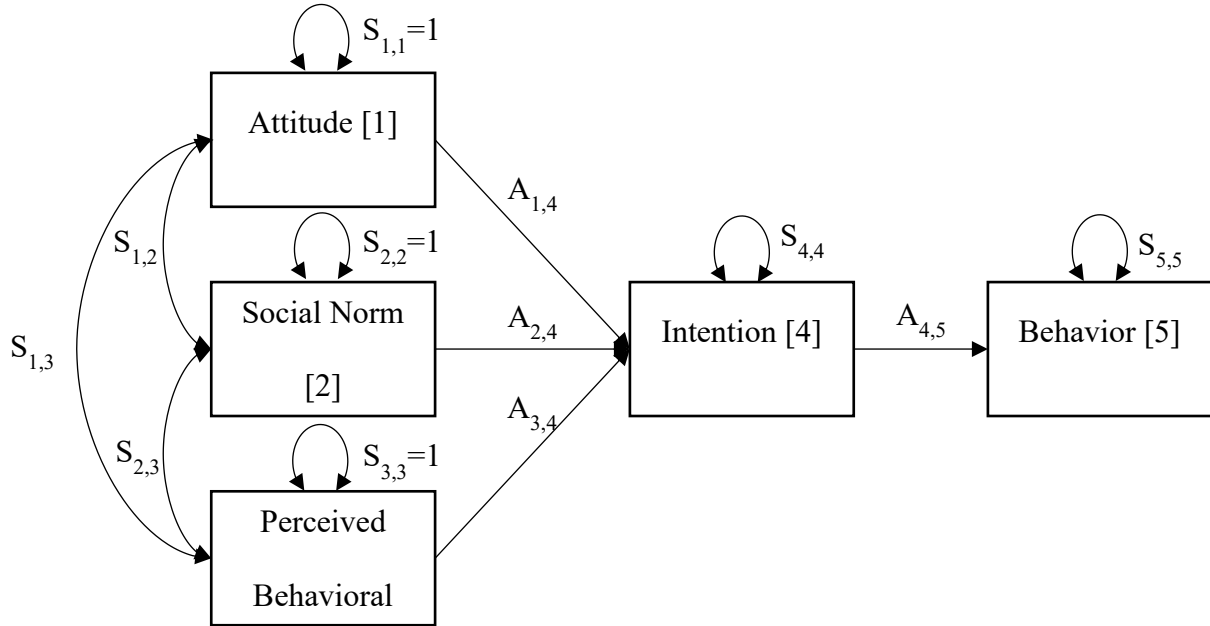 S1,1=1
Attitude [1]
A1,4
S1,2
S2,2=1
Social Norm
[2]
S1,3
A2,4
S4,4
Intention [4]
A4,5
S5,5
Behavior [5]
A3,4
S2,3
S3,3=1
Perceived
Behavioral